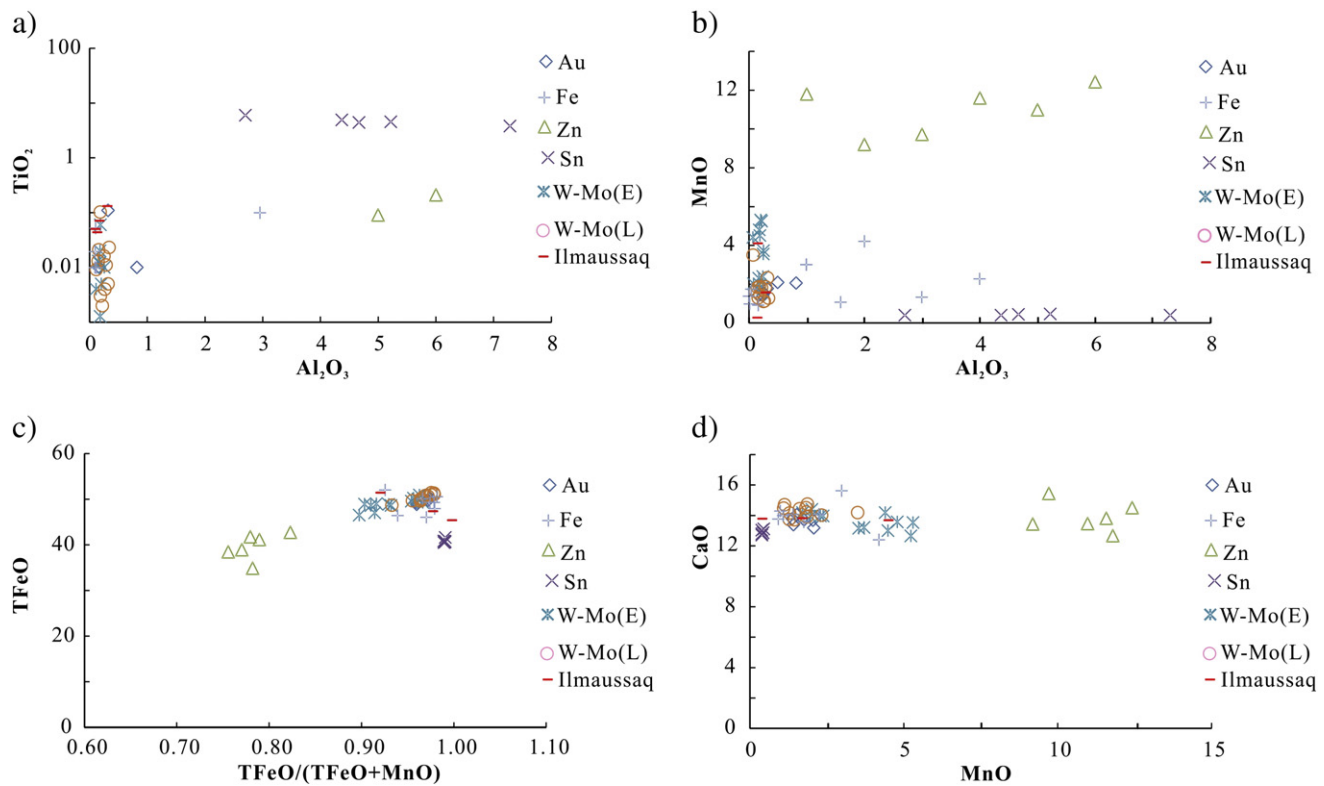 a)
100
1
0.01
TiO₂
0 1 2 3 4 5 6 7 8
Al₂O₃
Au
Fe
Zn
Sn
W-Mo(E)
W-Mo(L)
Ilmaussaq
b)
12
8
4
0
MnO
0 2 4 6 8
Al₂O₃
Au
Fe
Zn
Sn
W-Mo(E)
W-Mo(L)
Ilmaussaq
c)
60
40
20
0
TFeO
0.60 0.70 0.80 0.90 1.00 1.10
TFeO/(TFeO+MnO)
Au
Fe
Zn
Sn
W-Mo(E)
W-Mo(L)
Ilmaussaq
d)
16
14
12
8
6
4
2
0
CaO
0 5 10 15
MnO
Au
Fe
Zn
Sn
W-Mo(E)
W-Mo(L)
Ilmaussaq